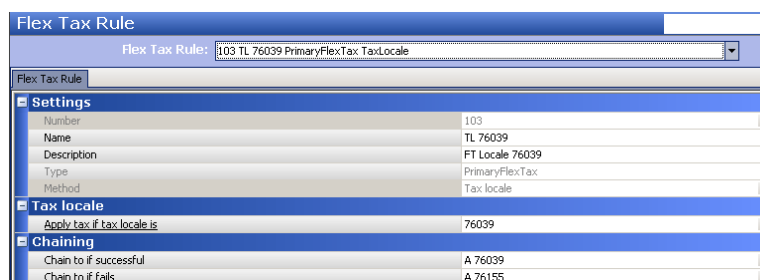 Flex Tax Rule
Flex Tax Rule: 103 TL 76039 PrimaryFlexTax TaxLocale
Flex Tax Rule
Settings
Number 103
Name TL 76039
Description FT Locale 76039
Type PrimaryFlexTax
Method Tax locale
Tax locale
Apply tax if tax locale is 76039
Chaining
Chain to if successful A 76039
Chain to if fails A 76155